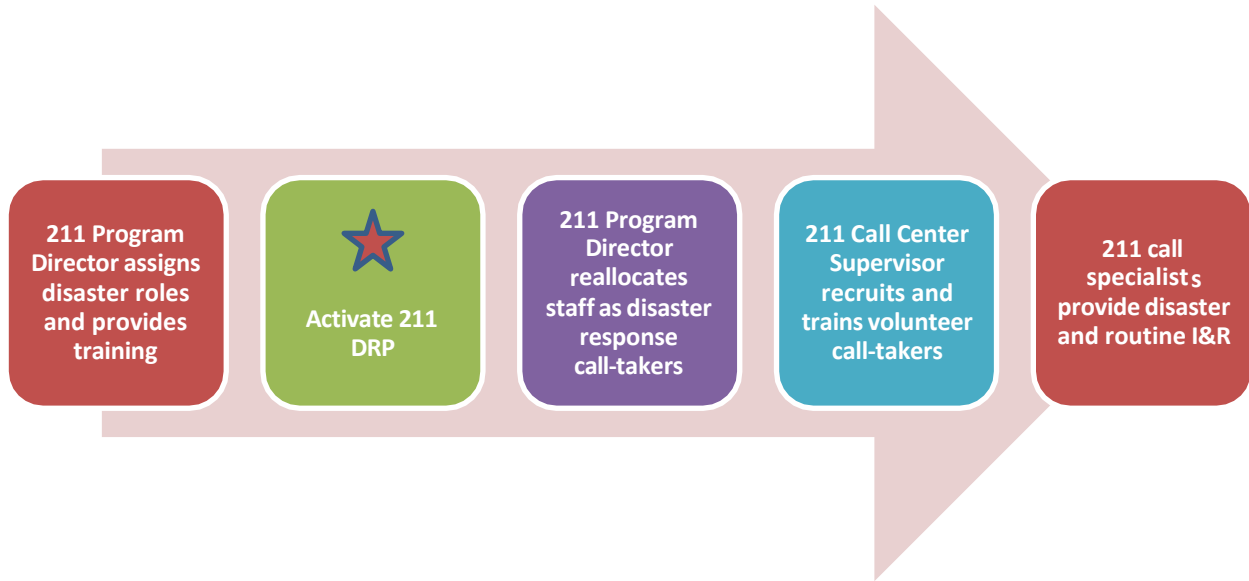 211 Program
Director assigns
disaster roles
and provides
training
Activate 211
DRP
211 Program
Director
reallocates
staff as disaster
response
call-takers
211 Call Center
Supervisor
recruits and
trains volunteer
call-takers
211 call
specialists
provide disaster
and routine I&R